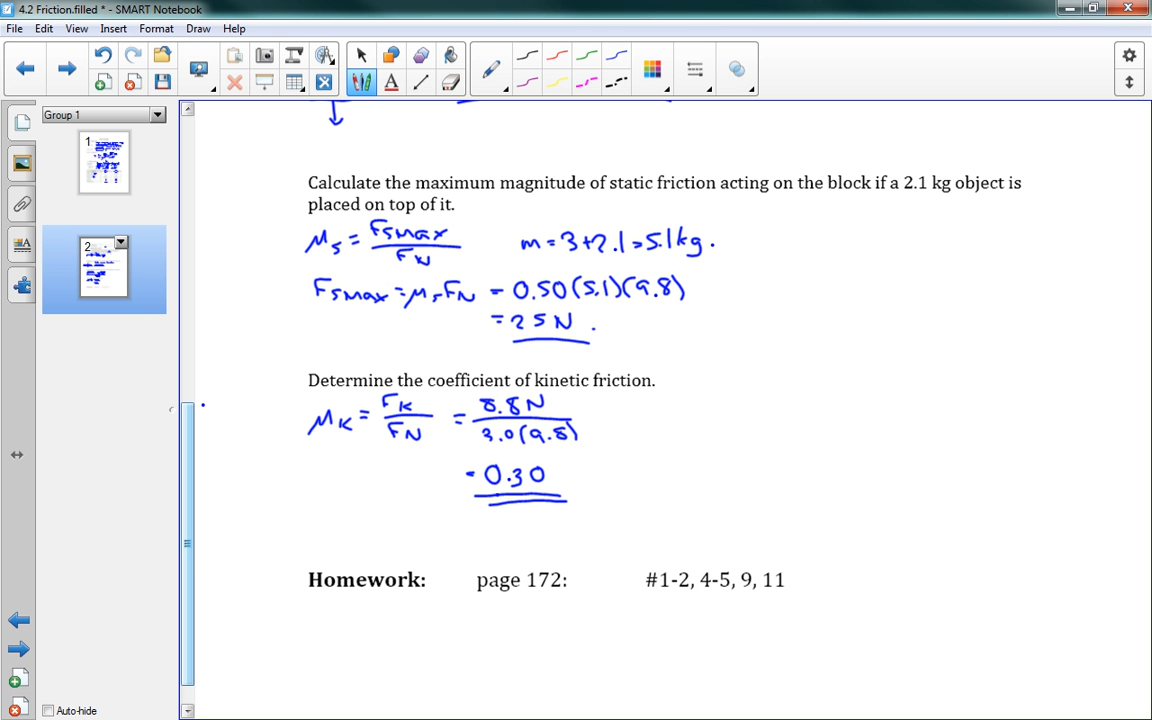 4.2 Friction.filled * - SMART Notebook
File Edit View Insert Format Draw Help
Group 1
1
2
Calculate the maximum magnitude of static friction acting on the block if a 2.1 kg object is
placed on top of it.
μs = Fsmax / FN m = 3 + 2.1 = 5.1 kg.
Fsmax = μsFN = 0.50(5.1)(9.8)
= 25 N.
Determine the coefficient of kinetic friction.
μK = FK / FN = 8.8N / 3.0(9.8)
= 0.30
Homework: page 172: #1-2, 4-5, 9, 11
Auto-hide